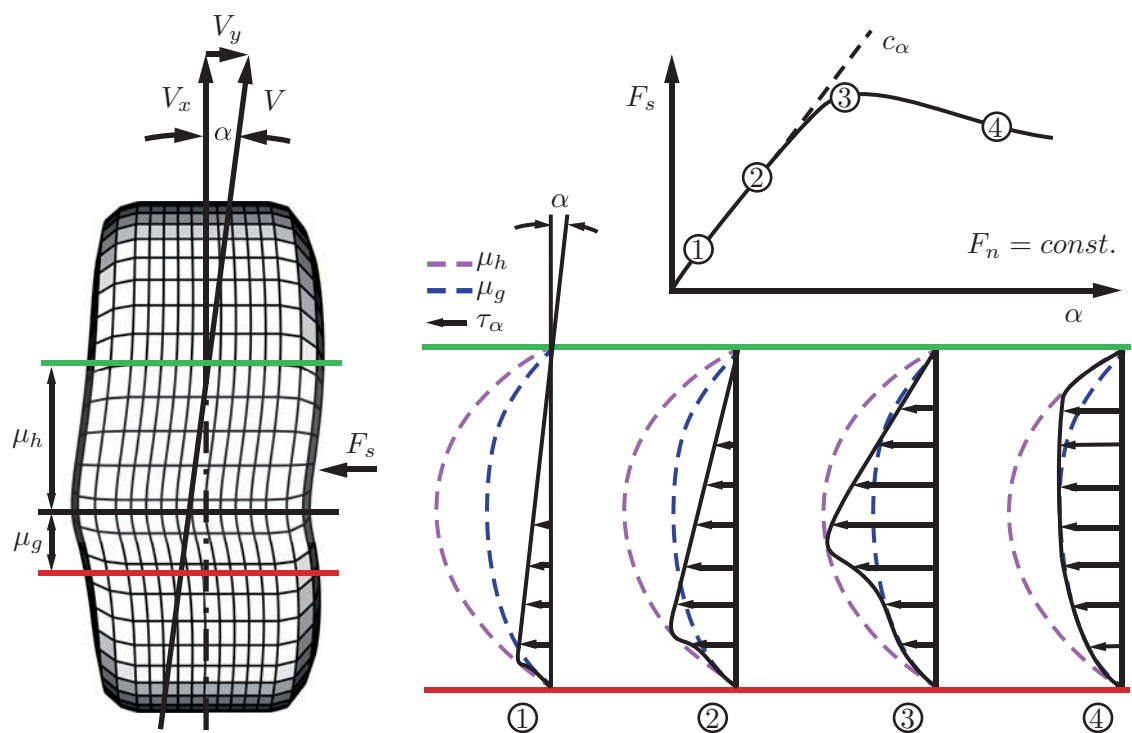 V_y
V_x
V
α
μ_h
μ_g
F_s
F_s
c_α
①
②
③
④
F_n = const.
α
α
μ_h
μ_g
τ_α
①
②
③
④